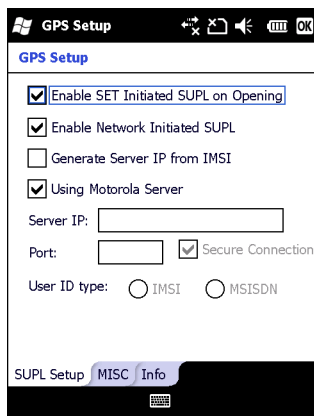 GPS Setup
OK
GPS Setup
Enable SET Initiated SUPL on Opening
Enable Network Initiated SUPL
Generate Server IP from IMSI
Using Motorola Server
Server IP:
Port: Secure Connection
User ID type: IMSI MSISDN
SUPL Setup MISC Info